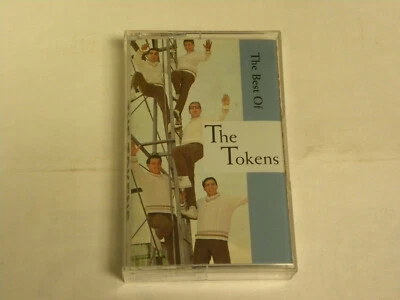 The Best Of
The
Tokens